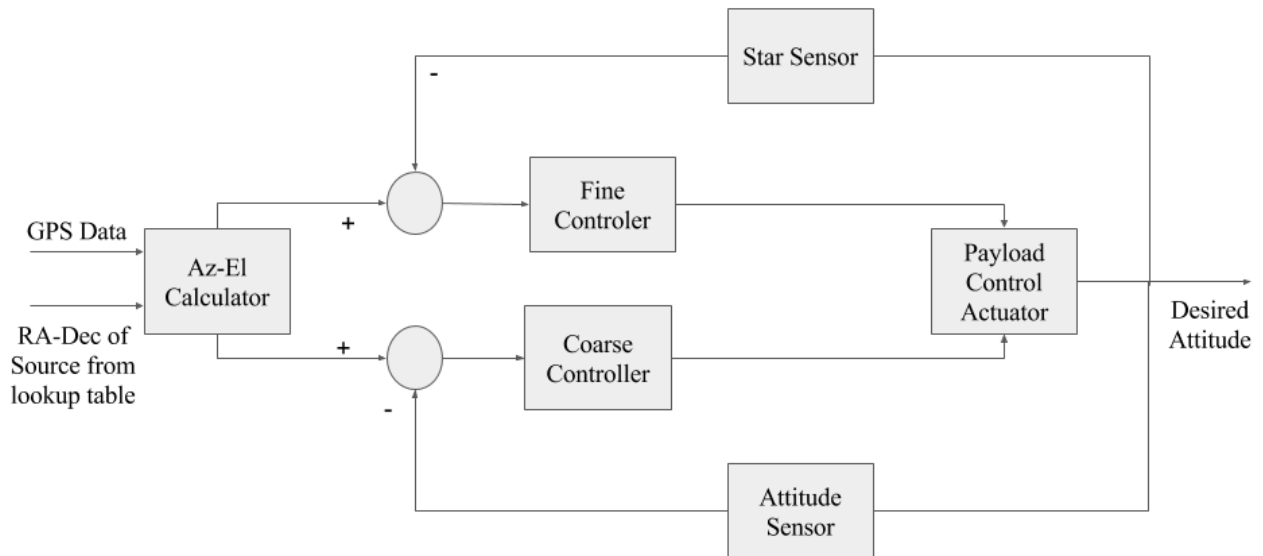 Star Sensor
-
Fine
Controler
+
GPS Data
Az-El
Calculator
Payload
Control
Actuator
RA-Dec of
Source from
lookup table
+
Coarse
Controller
Desired
Attitude
-
Attitude
Sensor